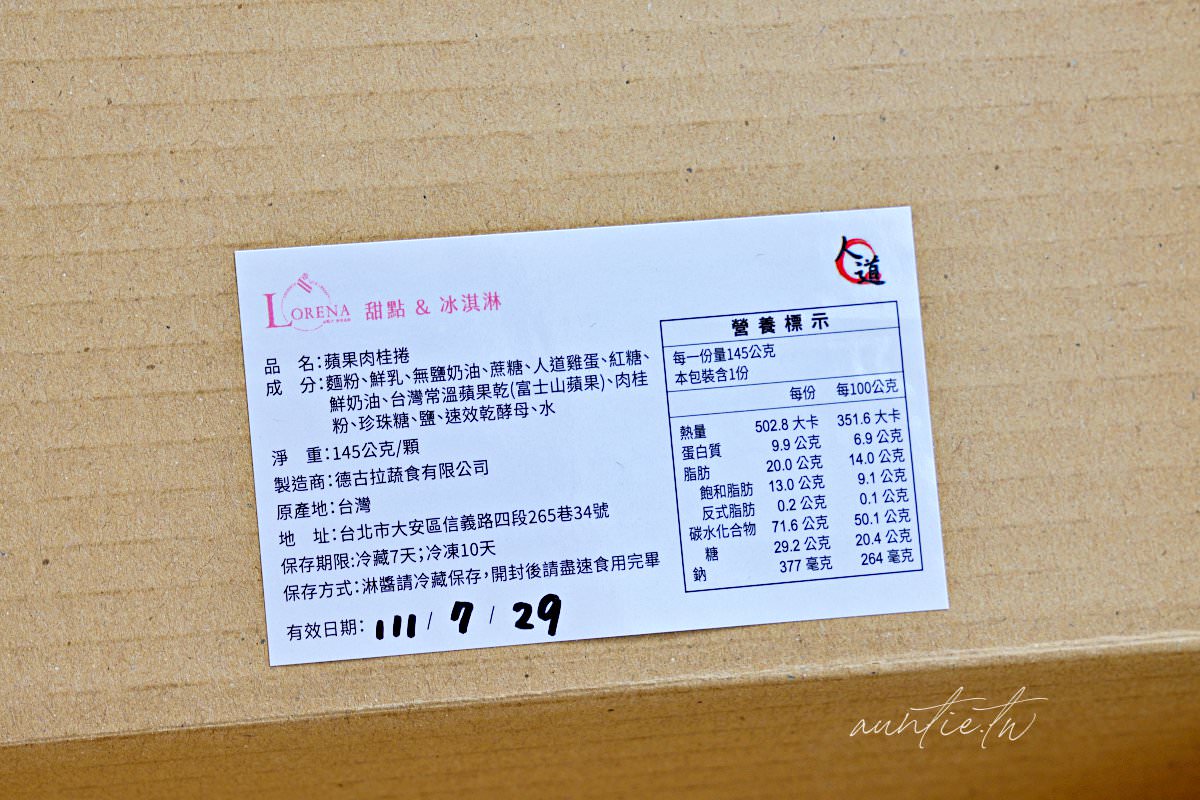 人道
LORENA 甜點 & 冰淇淋
品 名：蘋果肉桂捲
成 分：麵粉、鮮乳、無鹽奶油、蔗糖、人道雞蛋、紅糖、
鮮奶油、台灣常溫蘋果乾(富士山蘋果)、肉桂
粉、珍珠糖、鹽、速效乾酵母、水
淨 重：145公克/顆
製造商：德古拉蔬食有限公司
原產地：台灣
地 址：台北市大安區信義路四段265巷34號
保存期限:冷藏7天；冷凍10天
保存方式：淋醬請冷藏保存，開封後請盡速食用完畢
有效日期： 111 / 7 / 29
營養標示
每一份量145公克
本包裝含1份
每份 每100公克
熱量 502.8 大卡 351.6 大卡
蛋白質 9.9 公克 6.9 公克
脂肪 20.0 公克 14.0 公克
飽和脂肪 13.0 公克 9.1 公克
反式脂肪 0.2 公克 0.1 公克
碳水化合物 71.6 公克 50.1 公克
糖 29.2 公克 20.4 公克
鈉 377 毫克 264 毫克
auntie.tw